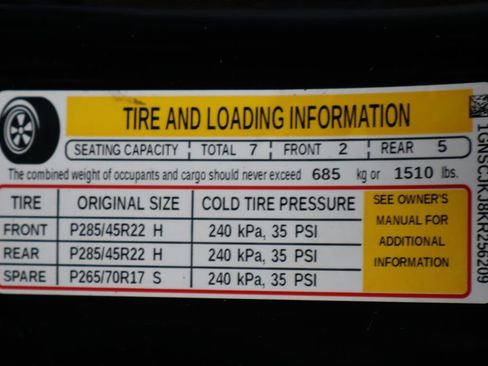 TIRE AND LOADING INFORMATION
SEATING CAPACITY TOTAL 7 FRONT 2 REAR 5
The combined weight of occupants and cargo should never exceed 685 kg or 1510 lbs.
TIRE ORIGINAL SIZE COLD TIRE PRESSURE
FRONT P285/45R22 H 240 kPa, 35 PSI
REAR P285/45R22 H 240 kPa, 35 PSI
SPARE P265/70R17 S 240 kPa, 35 PSI
SEE OWNER'S
MANUAL FOR
ADDITIONAL
INFORMATION
1GNSCJKJ8KR256209